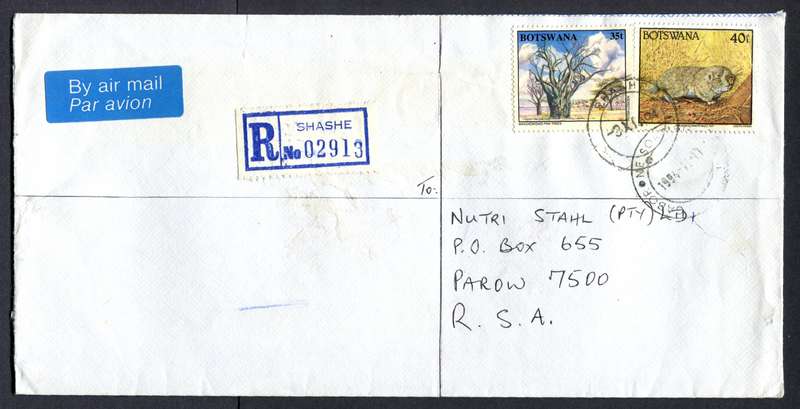 BOTSWANA 35t
BOTSWANA 40t
By air mail
Par avion
R SHASHE
No 02913
To:
NUTRI STAHL (PTY) LTD
P.O. BOX 655
PAROW 7500
R. S. A.